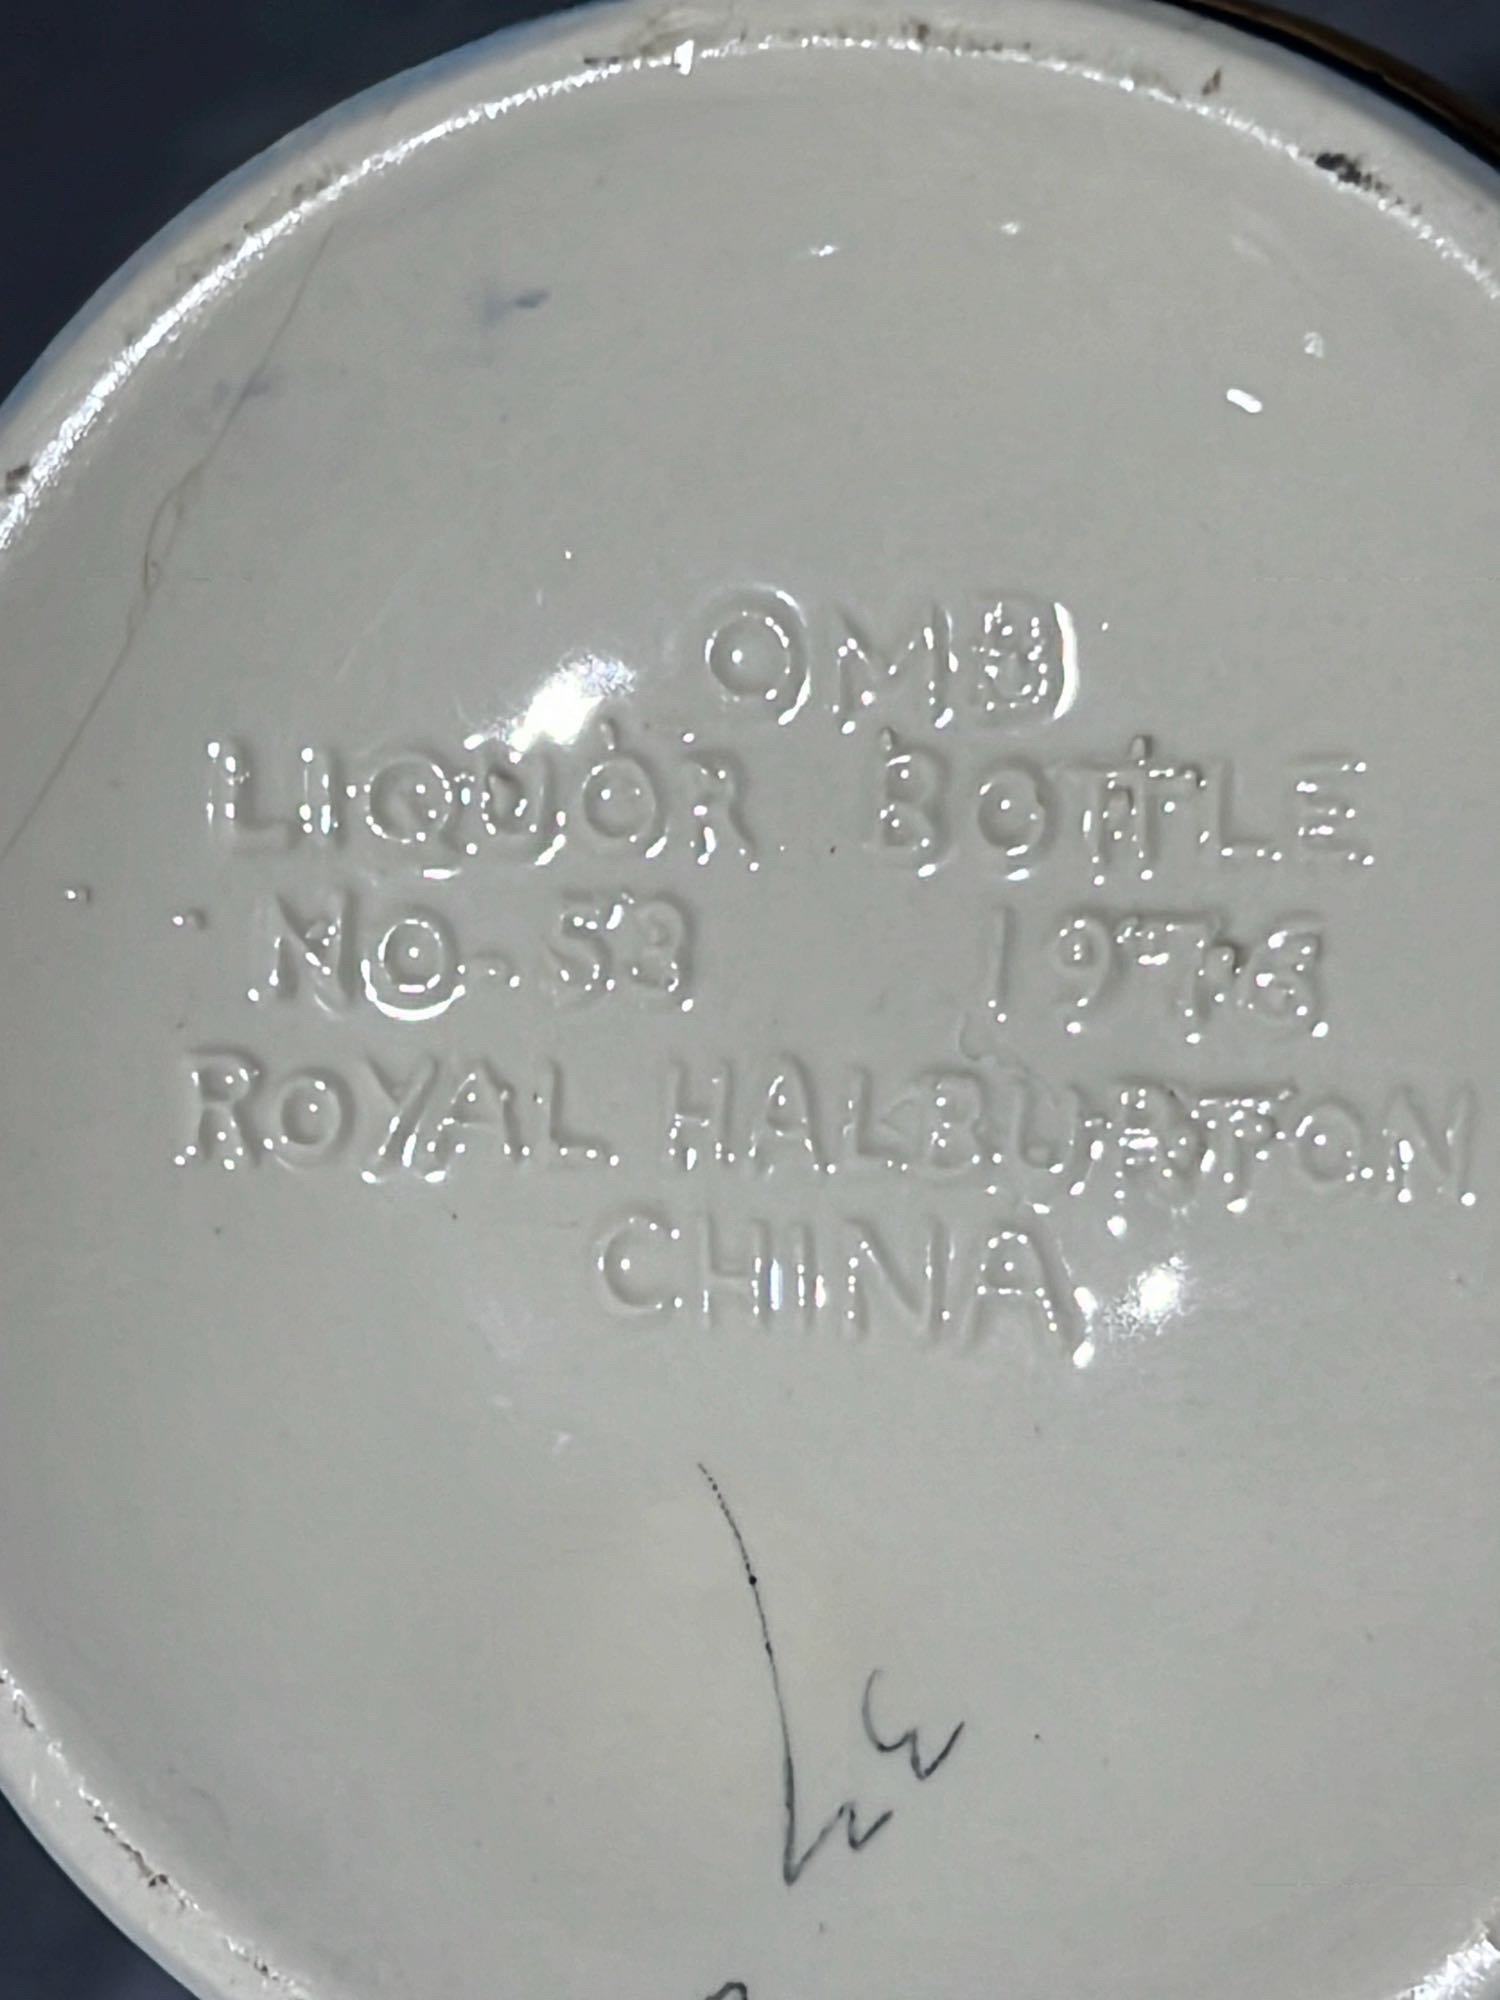 OMB
LIQUOR BOTTLE
NO-53 1976
ROYAL HALBURTON
CHINA